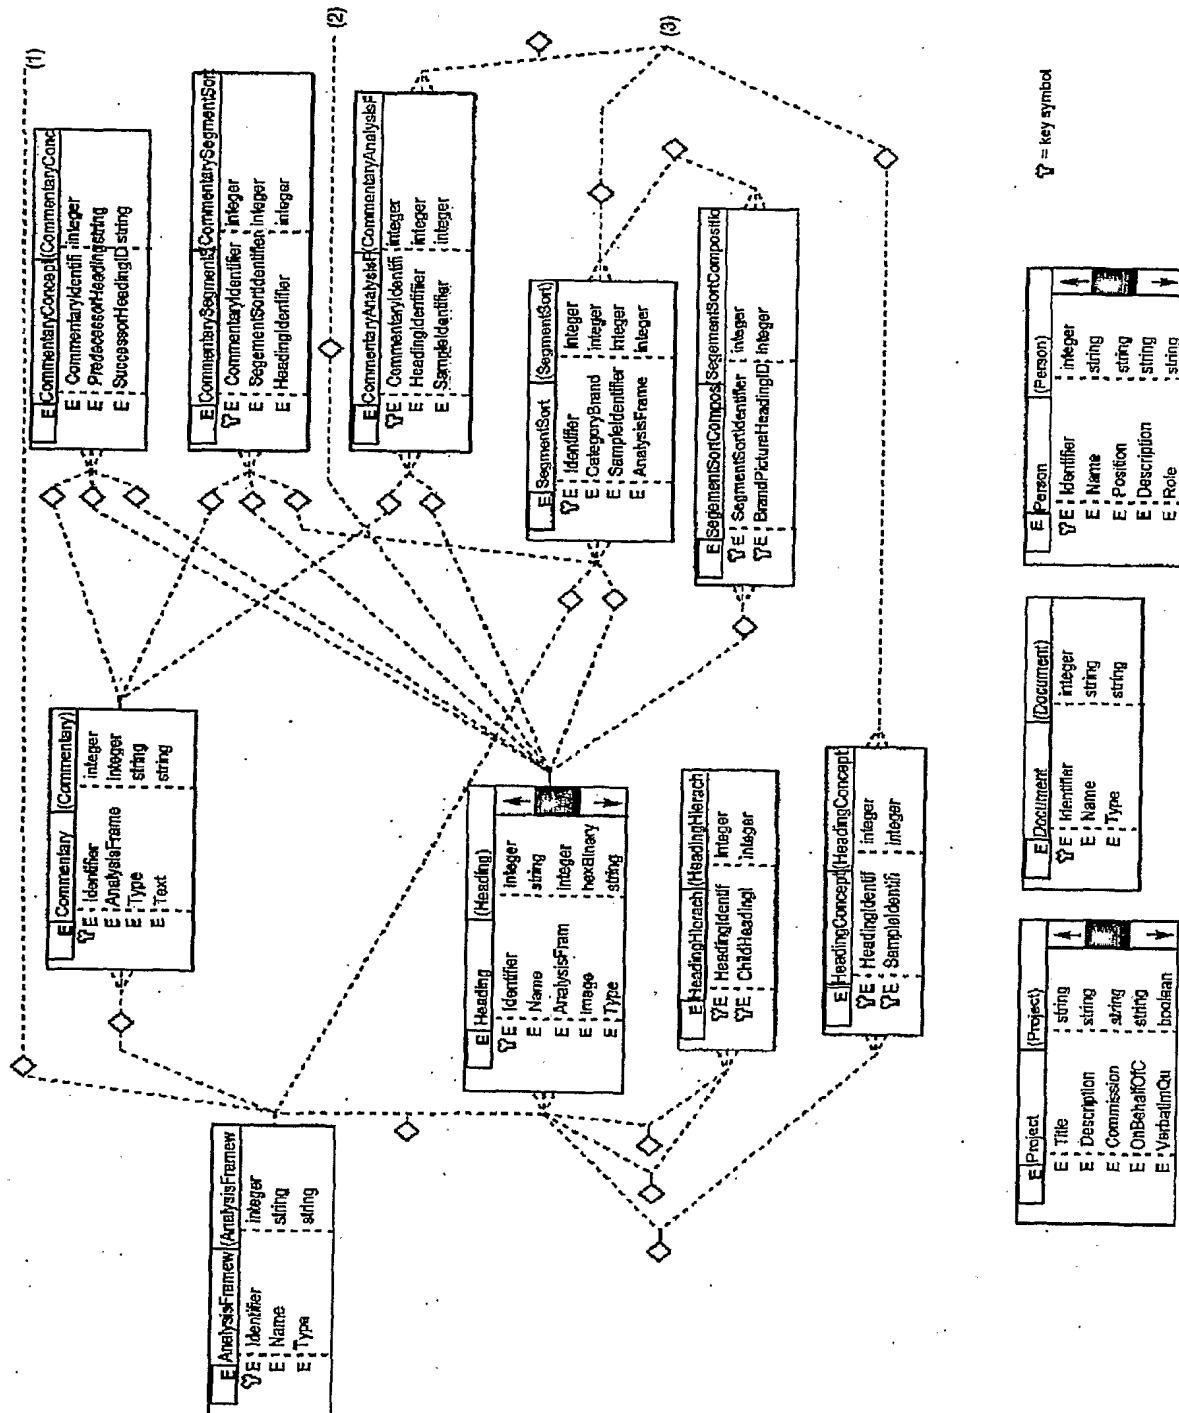 (1)
(2)
(3)
E CommentaryConcept (CommentaryConc
E CommentaryIdentifi integer
E PredecessorHeading string
E SuccessorHeadingID string
E CommentarySegmentS (CommentarySegmentSort
E CommentaryIdentifier integer
E SegementSortIdentifier integer
E HeadingIdentifier integer
E CommentaryAnalysisF (CommentaryAnalysisF
E CommentaryIdentifi integer
E HeadingIdentifier integer
E SampleIdentifier integer
E SegmentSort (SegmentSort)
E Identifier integer
E CategoryBrand integer
E SampleIdentifier integer
E AnalysisFrame integer
E SegementSortCompos (SegementSortCompositio
E SegmentSortIdentifier integer
E BrandPictureHeadingID integer
E Commentary (Commentary)
E Identifier integer
E AnalysisFrame integer
E Type string
E Text string
E Heading (Heading)
E Identifier integer
E Name string
E AnalysisFram integer
E Image hexBinary
E Type string
E HeadingHierach (HeadingHierach
E HeadingIdentif integer
E ChildHeadingI integer
E HeadingConcept (HeadingConcept
E HeadingIdentif integer
E SampleIdentifi integer
E AnalysisFramew (AnalysisFramew
E Identifier integer
E Name string
E Type string
E Project (Project)
E Title string
E Description string
E Commission string
E OnBehalfOfC string
E VerbatimQu boolean
E Document (Document)
E Identifier integer
E Name string
E Type string
E Person (Person)
E Identifier integer
E Name string
E Position string
E Description string
E Role string
= key symbol